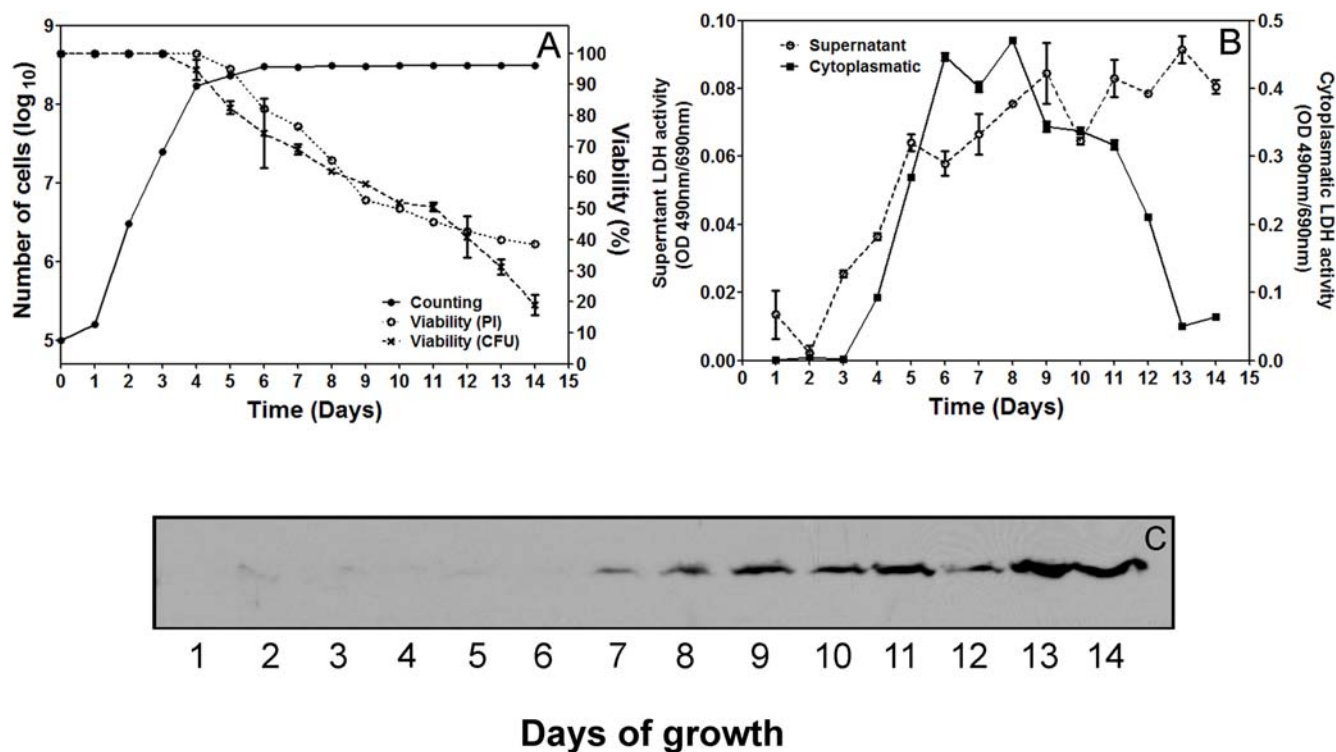 A
Number of cells (log10)
9
8
7
6
5
100
90
80
70
60
50
40
30
20
10
0
Viability (%)
Counting
Viability (PI)
Viability (CFU)
0 1 2 3 4 5 6 7 8 9 10 11 12 13 14 15
Time (Days)
B
Superntant LDH activity
(OD 490nm/690nm)
0.10
0.08
0.06
0.04
0.02
0.00
Supernatant
Cytoplasmatic
0.5
0.4
0.3
0.2
0.1
0.0
Cytoplasmatic LDH activity
(OD 490nm/690nm)
0 1 2 3 4 5 6 7 8 9 10 11 12 13 14 15
Time (Days)
C
1 2 3 4 5 6 7 8 9 10 11 12 13 14
Days of growth